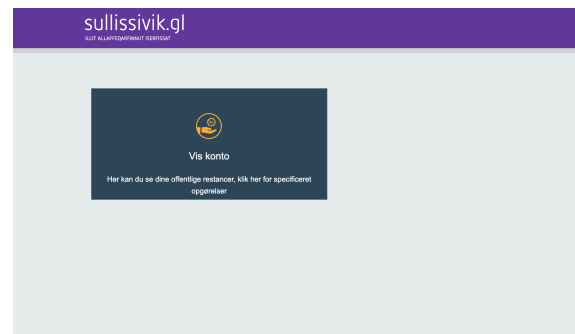 sullissivik.gl
ILLIT ALLAFFEQARFINNUT ISERFISSAT
Vis konto
Her kan du se dine offentlige restancer, klik her for specificeret
opgørelser